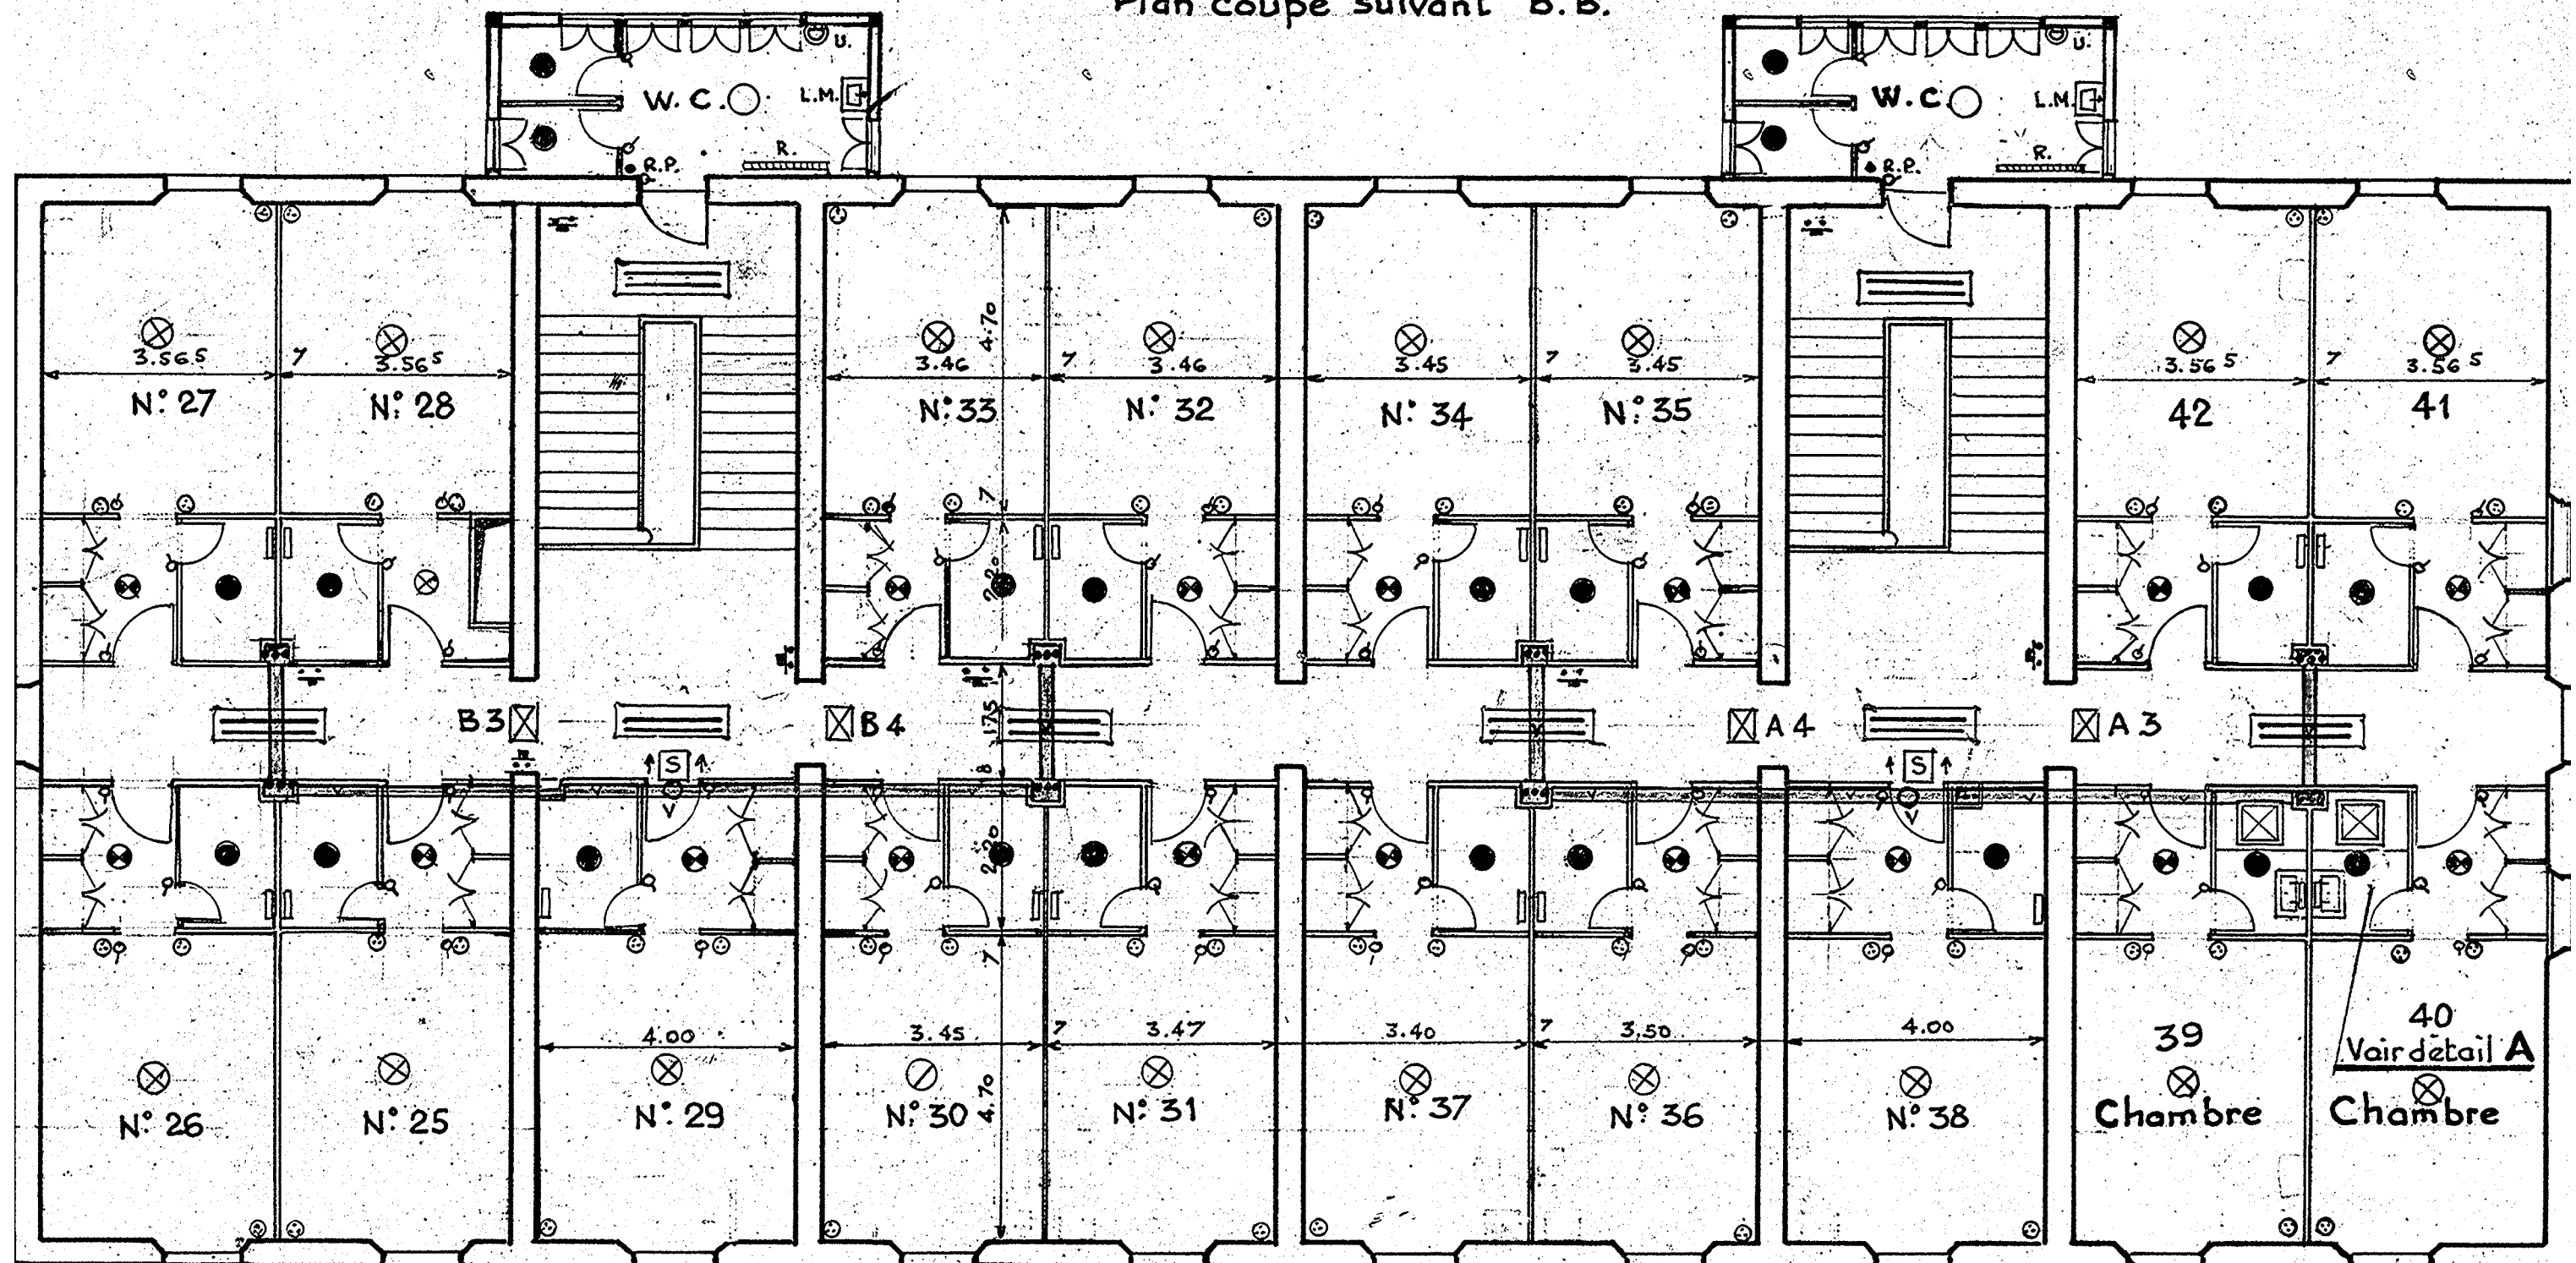 Plan coupe suivant B.B.
U.
W.C.
L.M.
R.P.
R.
U.
W.C.
L.M.
R.P.
R.
3.56 5
7
3.56 5
3.46
7
3.46
3.45
7
3.45
3.56 5
7
3.56 5
4.70
N° 27
N° 28
N° 33
N° 32
N° 34
N° 35
42
41
7
2.20
B3
B4
A4
A3
1.75
S
S
8
V
V
2.20
7
4.00
3.45
7
3.47
3.40
7
3.50
4.00
39
40
Voir détail A
4.70
N° 26
N° 25
N° 29
N° 30
N° 31
N° 37
N° 36
N° 38
Chambre
Chambre